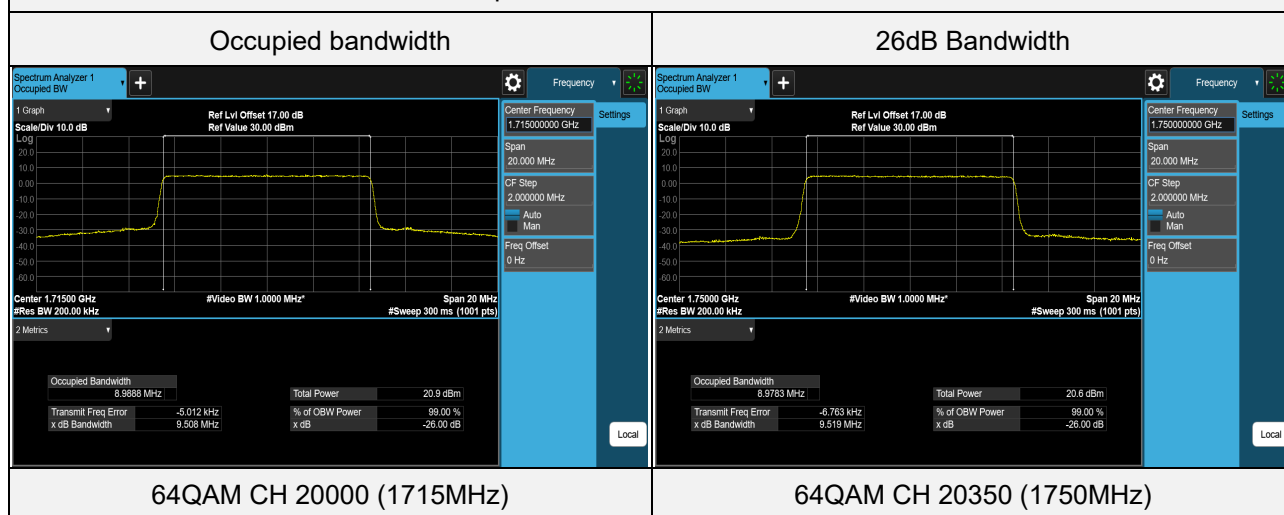 Occupied bandwidth
26dB Bandwidth
Spectrum Analyzer 1
Occupied BW
Frequency
1 Graph
Ref Lvl Offset 17.00 dB
Scale/Div 10.0 dB
Ref Value 30.00 dBm
Log
20.0
10.0
0.00
-10.0
-20.0
-30.0
-40.0
-50.0
-60.0
Center 1.71500 GHz
#Video BW 1.0000 MHz*
Span 20 MHz
#Res BW 200.00 kHz
#Sweep 300 ms (1001 pts)
Center Frequency
1.715000000 GHz
Settings
Span
20.000 MHz
CF Step
2.000000 MHz
Auto
Man
Freq Offset
0 Hz
2 Metrics
Occupied Bandwidth
8.9888 MHz
Total Power 20.9 dBm
Transmit Freq Error -5.012 kHz
% of OBW Power 99.00 %
x dB Bandwidth 9.508 MHz
x dB -26.00 dB
Local
Spectrum Analyzer 1
Occupied BW
Frequency
1 Graph
Ref Lvl Offset 17.00 dB
Scale/Div 10.0 dB
Ref Value 30.00 dBm
Log
20.0
10.0
0.00
-10.0
-20.0
-30.0
-40.0
-50.0
-60.0
Center 1.75000 GHz
#Video BW 1.0000 MHz*
Span 20 MHz
#Res BW 200.00 kHz
#Sweep 300 ms (1001 pts)
Center Frequency
1.750000000 GHz
Settings
Span
20.000 MHz
CF Step
2.000000 MHz
Auto
Man
Freq Offset
0 Hz
2 Metrics
Occupied Bandwidth
8.9783 MHz
Total Power 20.6 dBm
Transmit Freq Error -6.763 kHz
% of OBW Power 99.00 %
x dB Bandwidth 9.519 MHz
x dB -26.00 dB
Local
64QAM CH 20000 (1715MHz)
64QAM CH 20350 (1750MHz)